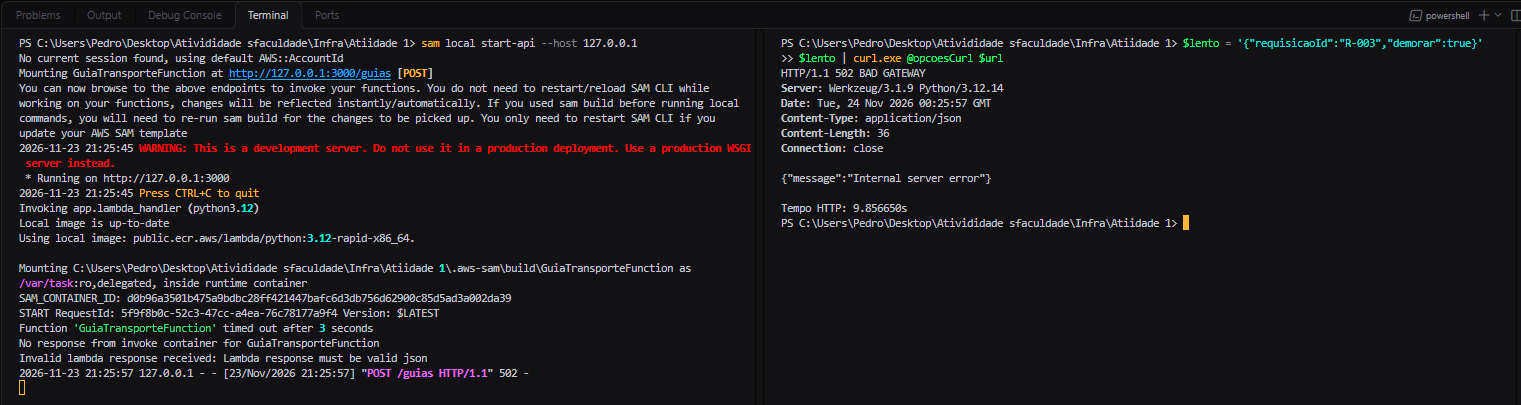 Problems Output Debug Console Terminal Ports
powershell
PS C:\Users\Pedro\Desktop\Ativididade sfaculdade\Infra\Atiidade 1> sam local start-api --host 127.0.0.1
No current session found, using default AWS::AccountId
Mounting GuiaTransporteFunction at http://127.0.0.1:3000/guias [POST]
You can now browse to the above endpoints to invoke your functions. You do not need to restart/reload SAM CLI while
working on your functions, changes will be reflected instantly/automatically. If you used sam build before running local
commands, you will need to re-run sam build for the changes to be picked up. You only need to restart SAM CLI if you
update your AWS SAM template
2026-11-23 21:25:45 WARNING: This is a development server. Do not use it in a production deployment. Use a production WSGI
server instead.
* Running on http://127.0.0.1:3000
2026-11-23 21:25:45 Press CTRL+C to quit
Invoking app.lambda_handler (python3.12)
Local image is up-to-date
Using local image: public.ecr.aws/lambda/python:3.12-rapid-x86_64.
Mounting C:\Users\Pedro\Desktop\Ativididade sfaculdade\Infra\Atiidade 1\.aws-sam\build\GuiaTransporteFunction as
/var/task:ro,delegated, inside runtime container
SAM_CONTAINER_ID: d0b96a3501b475a9bdbc28ff421447bafc6d3db756d62900c85d5ad3a002da39
START RequestId: 5f9f8b0c-52c3-47cc-a4ea-76c78177a9f4 Version: $LATEST
Function 'GuiaTransporteFunction' timed out after 3 seconds
No response from invoke container for GuiaTransporteFunction
Invalid lambda response received: Lambda response must be valid json
2026-11-23 21:25:57 127.0.0.1 - - [23/Nov/2026 21:25:57] "POST /guias HTTP/1.1" 502 -
PS C:\Users\Pedro\Desktop\Ativididade sfaculdade\Infra\Atiidade 1> $lento = '{"requisicaoId":"R-003","demorar":true}'
>> $lento | curl.exe @opcoesCurl $url
HTTP/1.1 502 BAD GATEWAY
Server: Werkzeug/3.1.9 Python/3.12.14
Date: Tue, 24 Nov 2026 00:25:57 GMT
Content-Type: application/json
Content-Length: 36
Connection: close
{"message":"Internal server error"}
Tempo HTTP: 9.856650s
PS C:\Users\Pedro\Desktop\Ativididade sfaculdade\Infra\Atiidade 1>